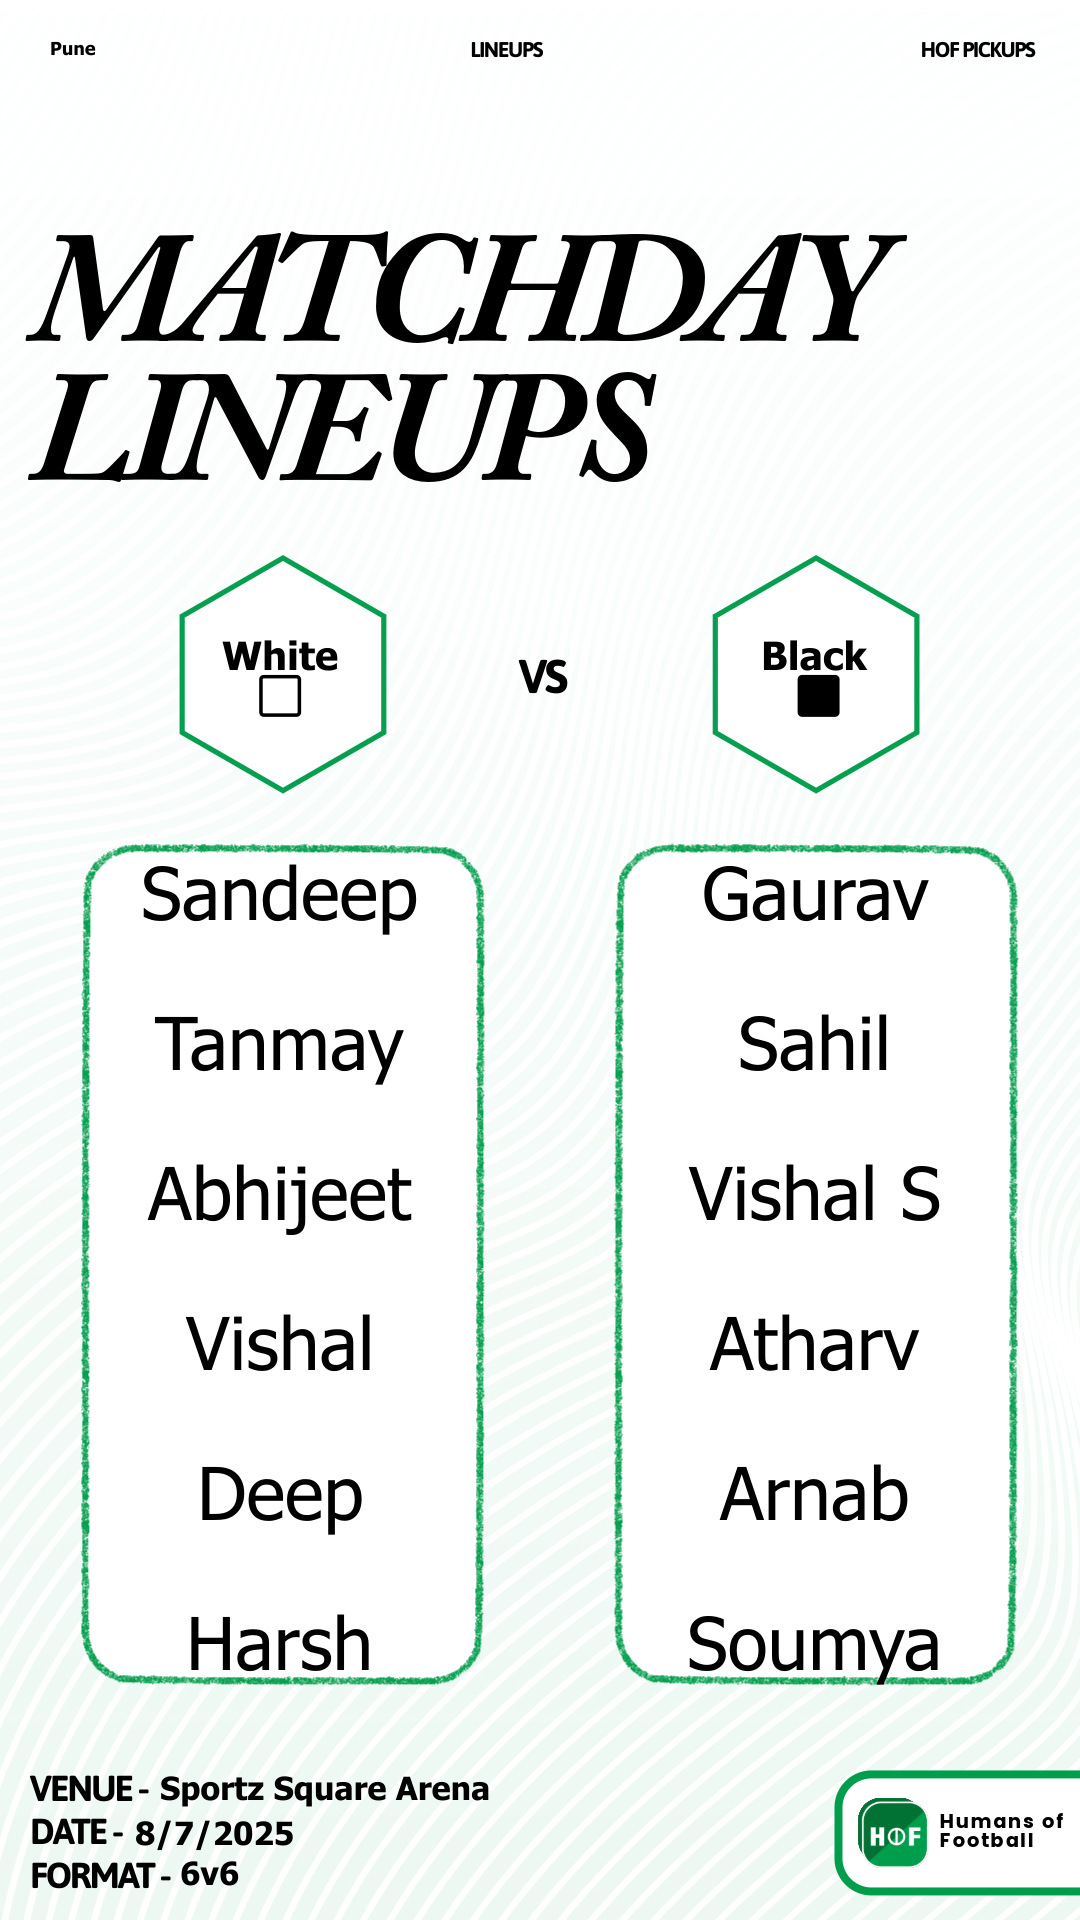 Pune
LINEUPS
HOF PICKUPS
MATCHDAY
LINEUPS
White
VS
Black
Sandeep
Tanmay
Abhijeet
Vishal
Deep
Harsh
Gaurav
Sahil
Vishal S
Atharv
Arnab
Soumya
VENUE - Sportz Square Arena
DATE - 8/7/2025
FORMAT - 6v6
HOF
Humans of
Football